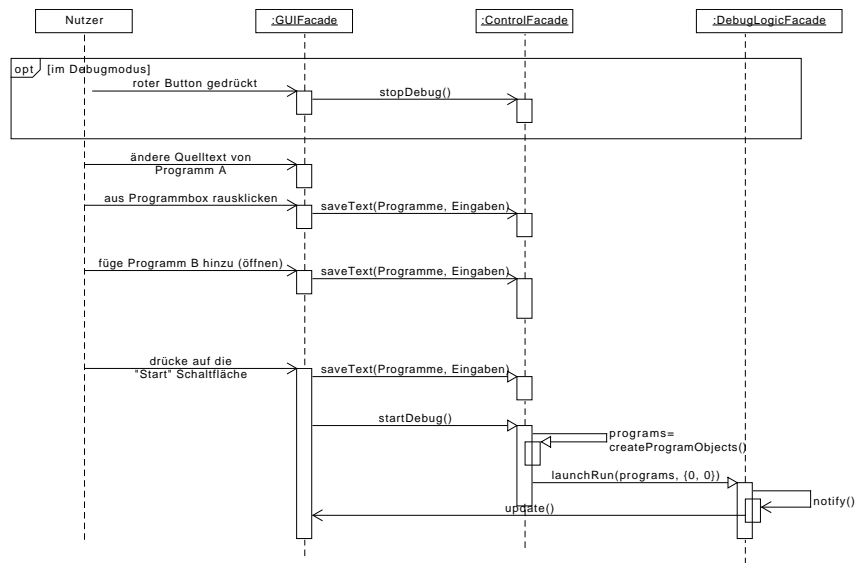 Nutzer
:GUIFacade
:ControlFacade
:DebugLogicFacade
opt
[im Debugmodus]
roter Button gedrückt
stopDebug()
ändere Quelltext von
Programm A
aus Programmbox rausklicken
saveText(Programme, Eingaben)
füge Programm B hinzu (öffnen)
saveText(Programme, Eingaben)
drücke auf die
"Start" Schaltfläche
saveText(Programme, Eingaben)
startDebug()
programs=
createProgramObjects()
launchRun(programs, {0, 0})
notify()
update()